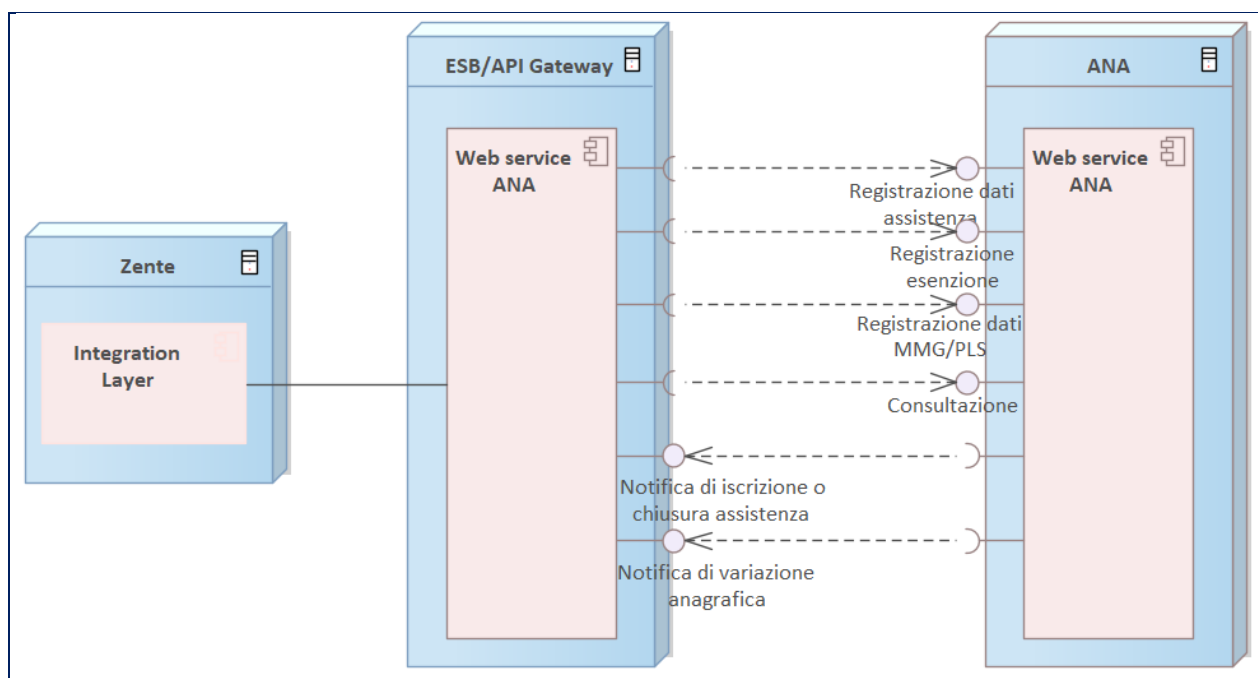 Zente
Integration
Layer
ESB/API Gateway
Web service
ANA
ANA
Web service
ANA
Registrazione dati
assistenza
Registrazione
esenzione
Registrazione dati
MMG/PLS
Consultazione
Notifica di iscrizione o
chiusura assistenza
Notifica di variazione
anagrafica